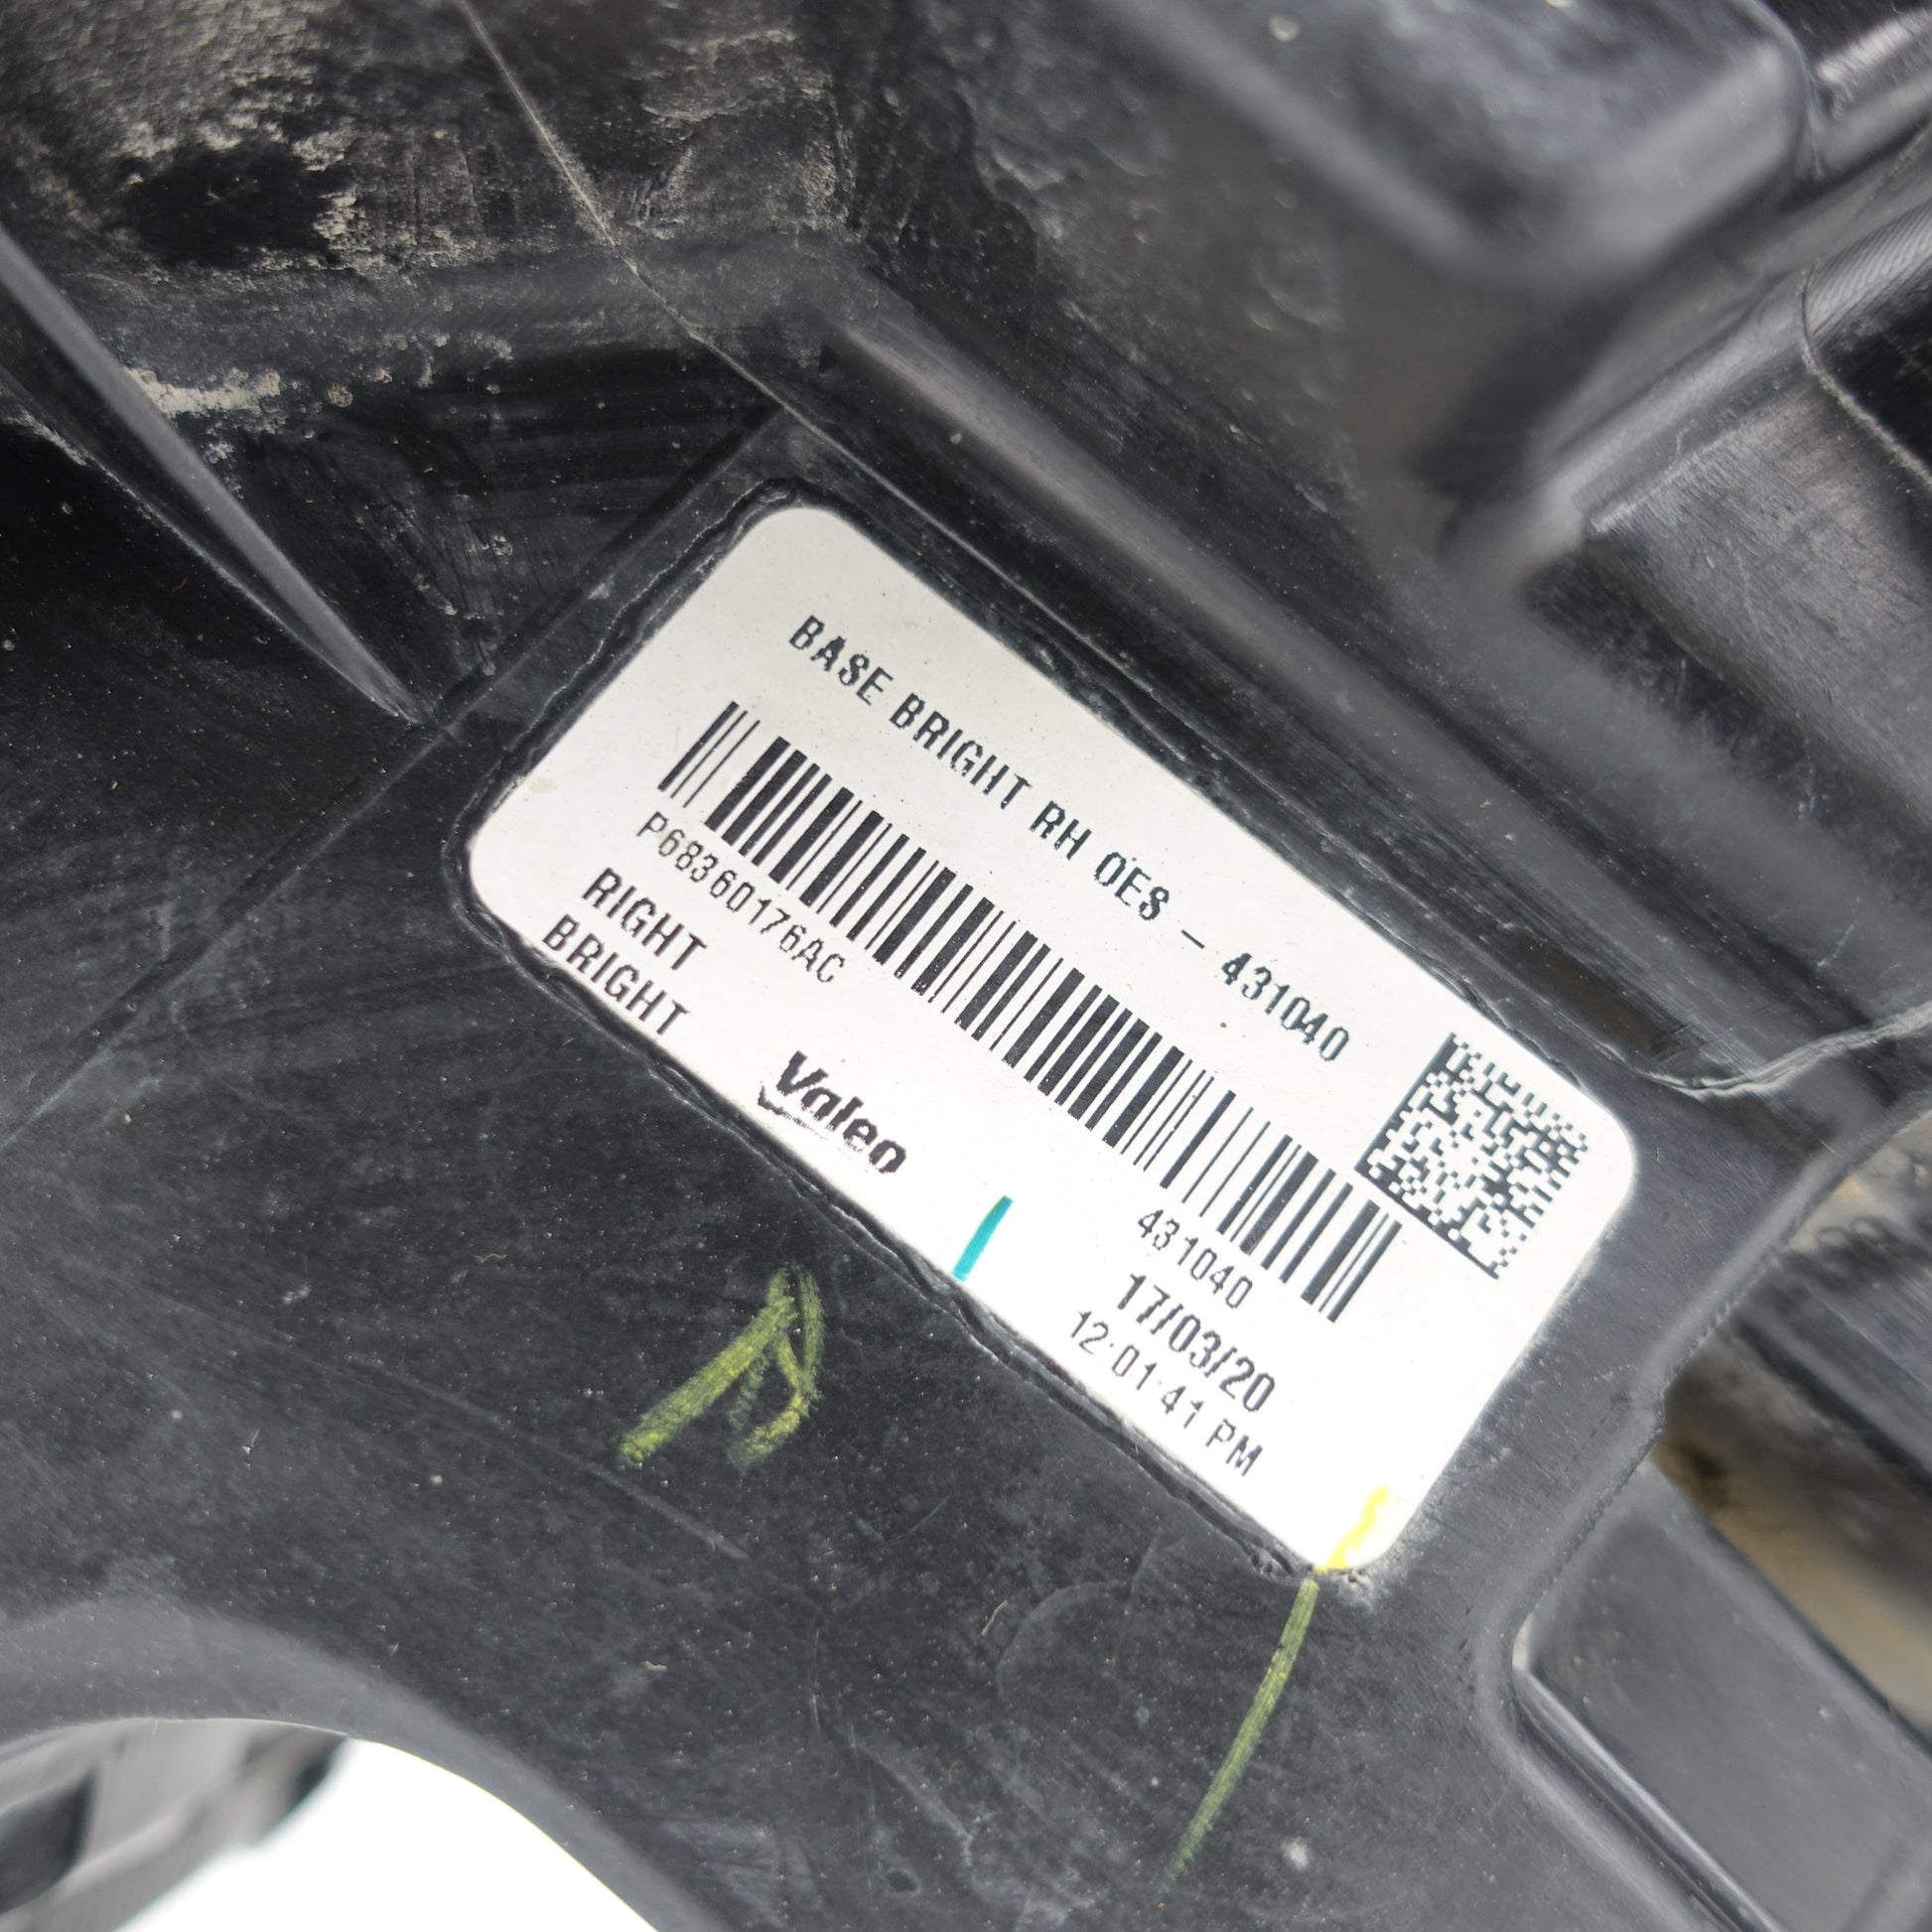 BASE BRIGHT RH OES - 431040
P68360176AC
431040
RIGHT
BRIGHT
17/03/20
12:01:41 PM
Valeo